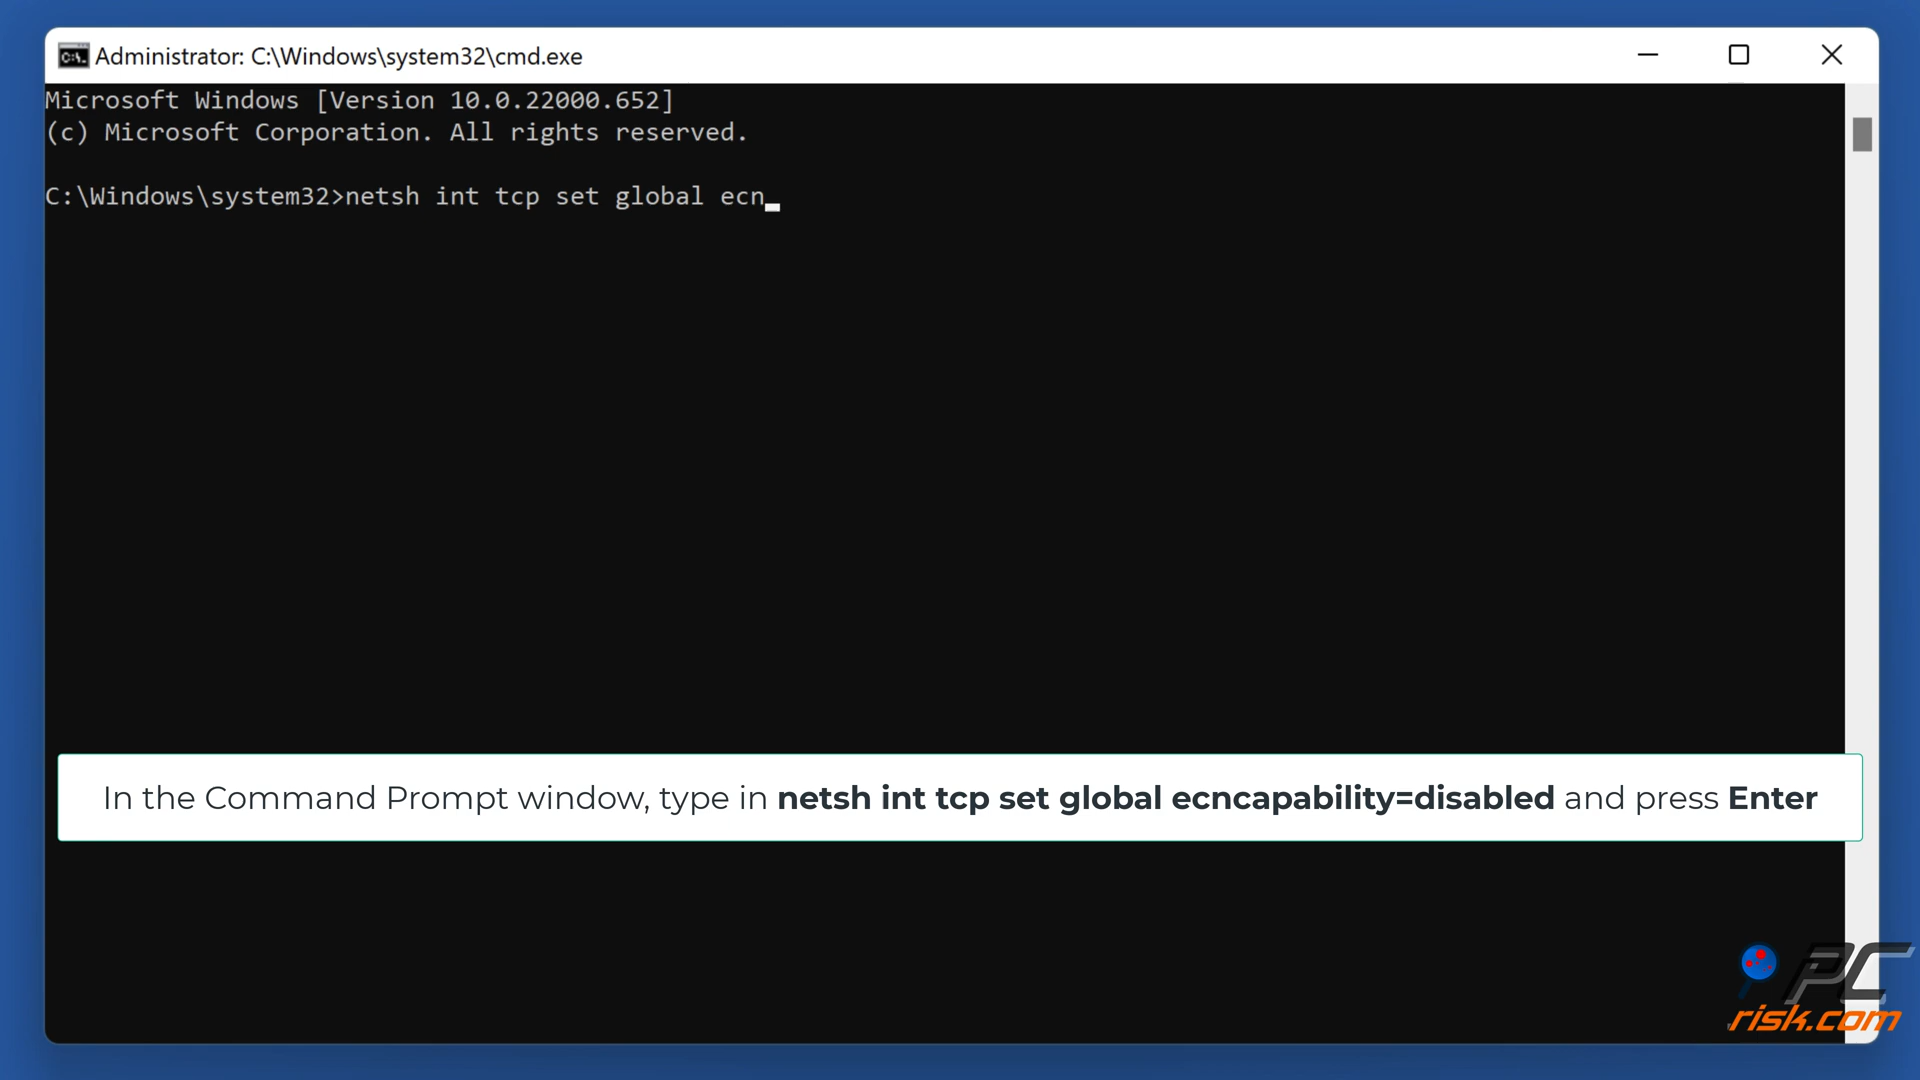 Administrator: C:\Windows\system32\cmd.exe
Microsoft Windows [Version 10.0.22000.652]
(c) Microsoft Corporation. All rights reserved.
C:\Windows\system32>netsh int tcp set global ecn
In the Command Prompt window, type in netsh int tcp set global ecncapability=disabled and press Enter
PC
risk.com